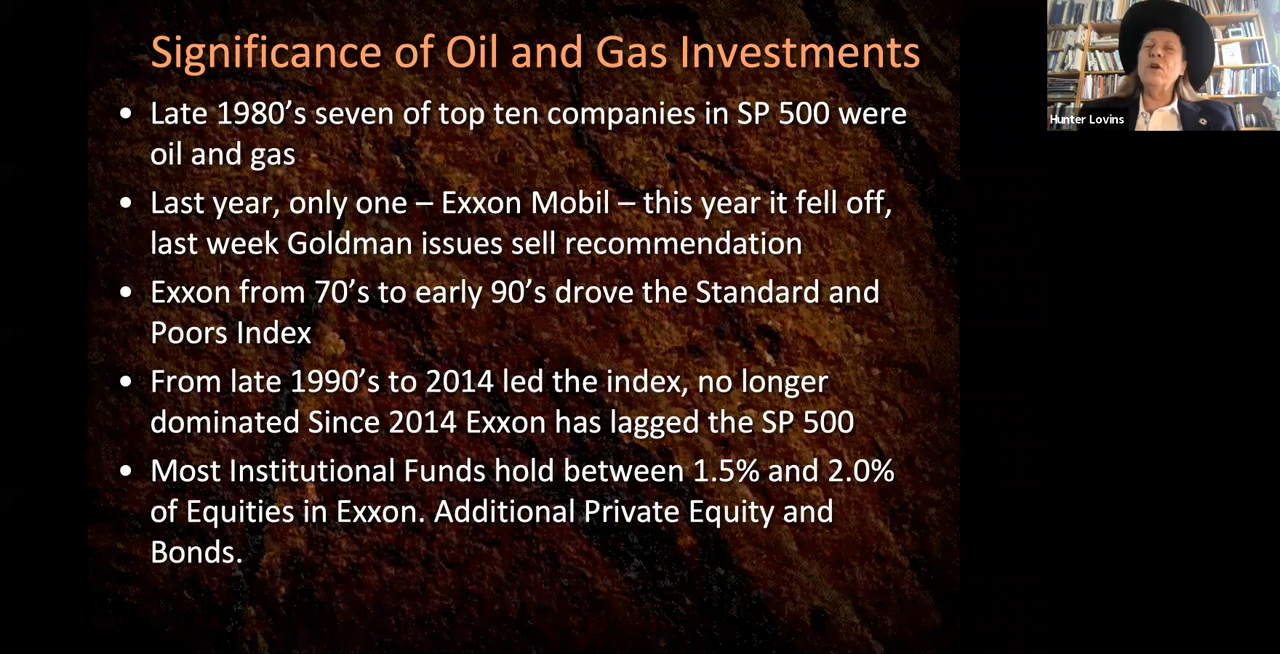 Significance of Oil and Gas Investments
• Late 1980’s seven of top ten companies in SP 500 were
oil and gas
• Last year, only one – Exxon Mobil – this year it fell off,
last week Goldman issues sell recommendation
• Exxon from 70’s to early 90’s drove the Standard and
Poors Index
• From late 1990’s to 2014 led the index, no longer
dominated Since 2014 Exxon has lagged the SP 500
• Most Institutional Funds hold between 1.5% and 2.0%
of Equities in Exxon. Additional Private Equity and
Bonds.
Hunter Lovins